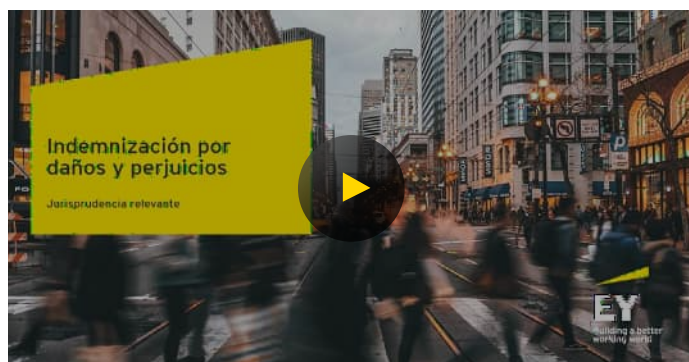 Indemnización por
daños y perjuicios
Jurisprudencia relevante
EY
Building a better
working world